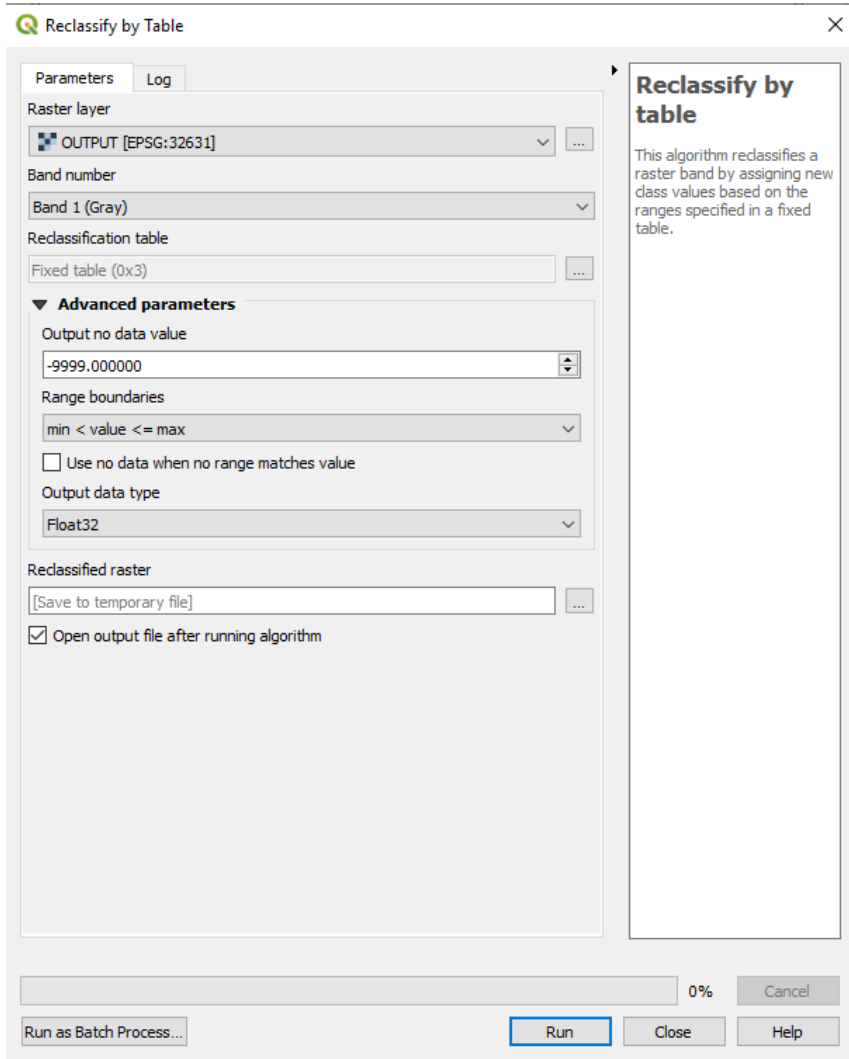 Reclassify by Table
Parameters
Log
Raster layer
OUTPUT [EPSG:32631]
...
Band number
Band 1 (Gray)
Reclassification table
Fixed table (0x3)
...
Advanced parameters
Output no data value
-9999.000000
Range boundaries
min < value <= max
Use no data when no range matches value
Output data type
Float32
Reclassified raster
[Save to temporary file]
...
Open output file after running algorithm
Reclassify by
table
This algorithm reclassifies a
raster band by assigning new
class values based on the
ranges specified in a fixed
table.
0%
Cancel
Run as Batch Process...
Run
Close
Help